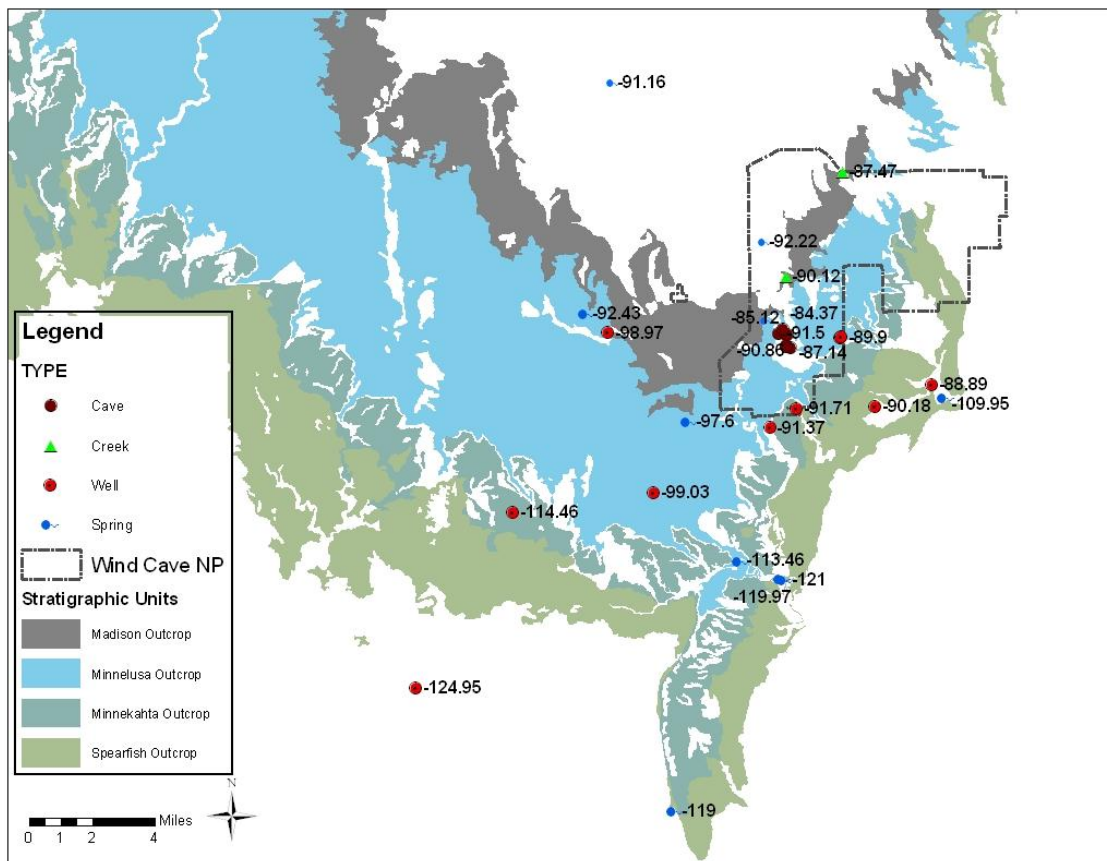 -91.16
-87.47
-92.22
-90.12
-92.43
-98.97
-85.12
-84.37
-91.5
-89.9
-90.86
-87.14
-88.89
-109.95
-91.71
-90.18
-91.37
-97.6
-99.03
-114.46
-113.46
-121
-119.97
-124.95
-119
Legend
TYPE
Cave
Creek
Well
Spring
Wind Cave NP
Stratigraphic Units
Madison Outcrop
Minnelusa Outcrop
Minnekahta Outcrop
Spearfish Outcrop
N
Miles
0 1 2 4